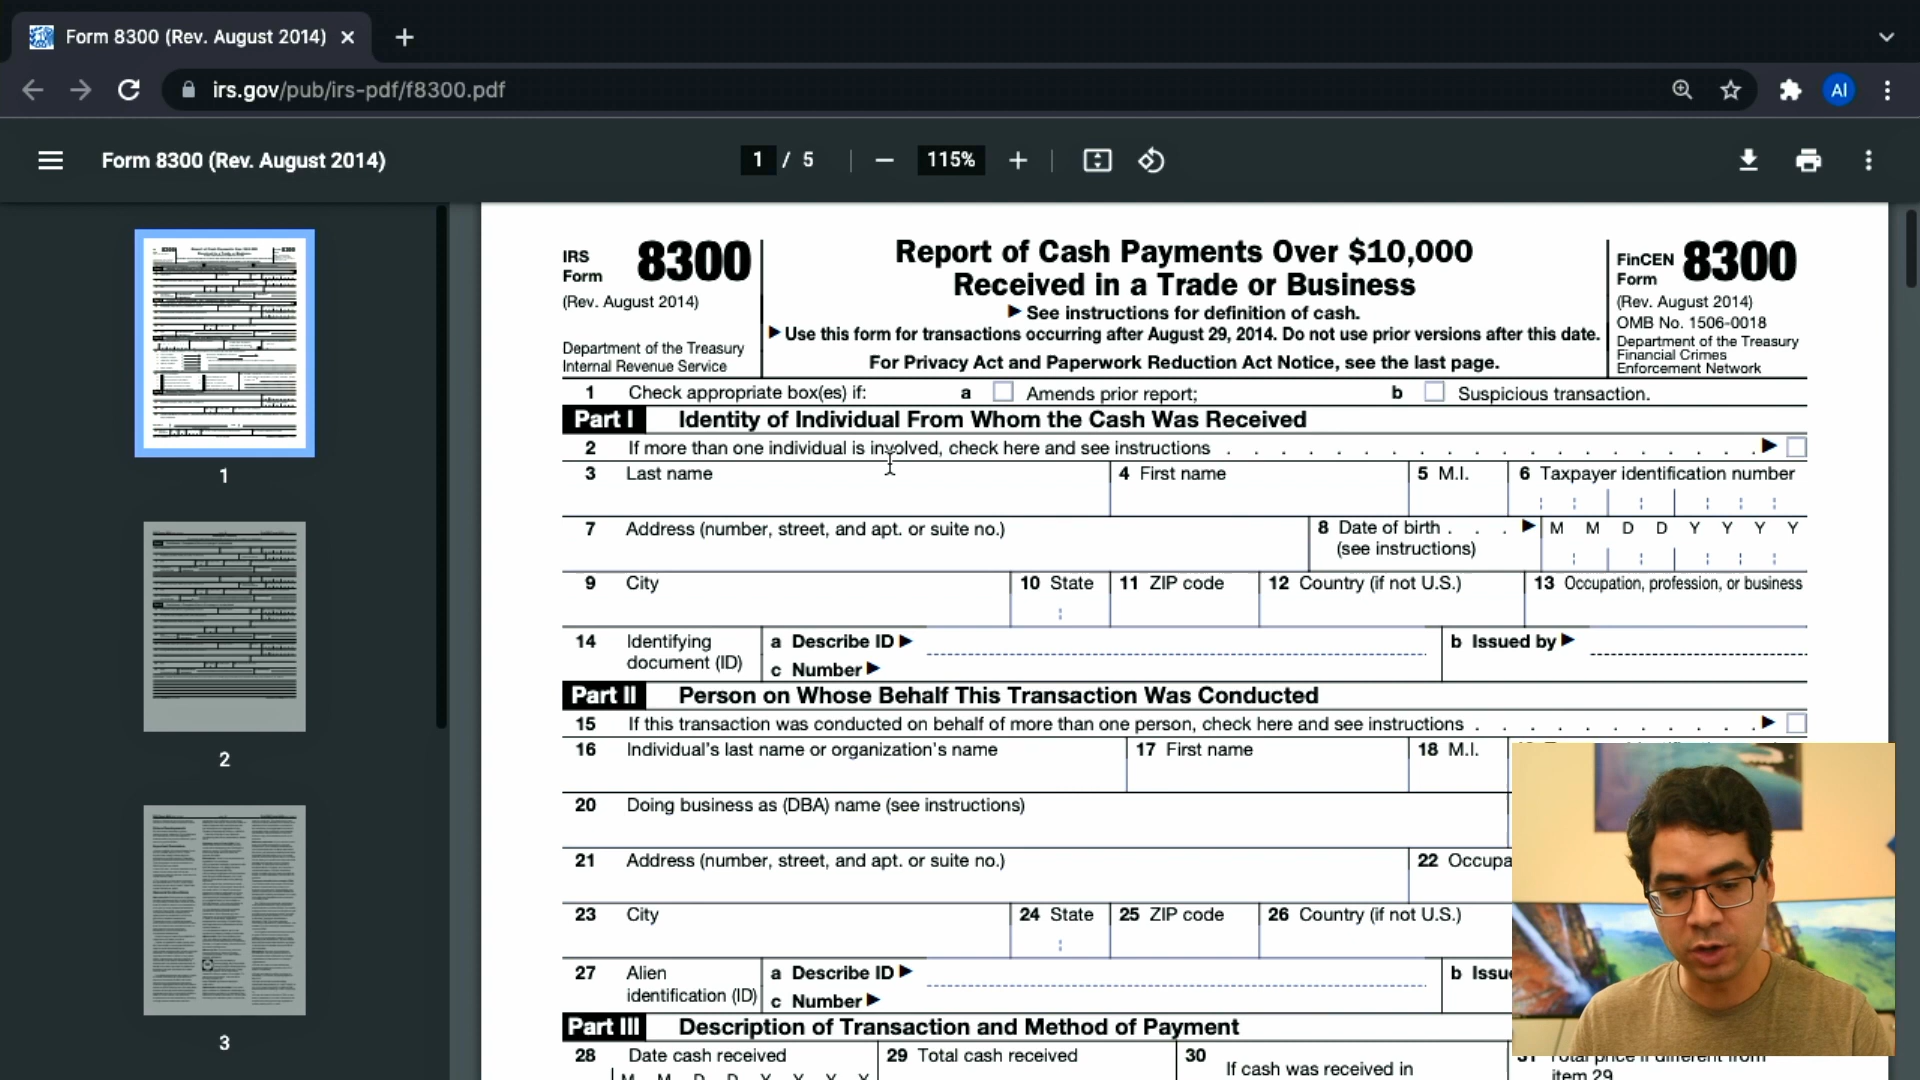 Form 8300 (Rev. August 2014)
irs.gov/pub/irs-pdf/f8300.pdf
AI
Form 8300 (Rev. August 2014)
1 / 5
115%
1
2
3
IRS
Form 8300
(Rev. August 2014)
Department of the Treasury
Internal Revenue Service
Report of Cash Payments Over $10,000
Received in a Trade or Business
► See instructions for definition of cash.
► Use this form for transactions occurring after August 29, 2014. Do not use prior versions after this date.
For Privacy Act and Paperwork Reduction Act Notice, see the last page.
FinCEN
Form 8300
(Rev. August 2014)
OMB No. 1506-0018
Department of the Treasury
Financial Crimes
Enforcement Network
1 Check appropriate box(es) if: a Amends prior report; b Suspicious transaction.
Part I Identity of Individual From Whom the Cash Was Received
2 If more than one individual is involved, check here and see instructions . . . . . . . . . . . . . . . . ►
3 Last name 4 First name 5 M.I. 6 Taxpayer identification number
7 Address (number, street, and apt. or suite no.) 8 Date of birth . . . ► M M D D Y Y Y Y
(see instructions)
9 City 10 State 11 ZIP code 12 Country (if not U.S.) 13 Occupation, profession, or business
14 Identifying a Describe ID ► b Issued by ►
document (ID) c Number ►
Part II Person on Whose Behalf This Transaction Was Conducted
15 If this transaction was conducted on behalf of more than one person, check here and see instructions . . . . . . . . . ►
16 Individual's last name or organization's name 17 First name 18 M.I.
20 Doing business as (DBA) name (see instructions)
21 Address (number, street, and apt. or suite no.) 22 Occupa
23 City 24 State 25 ZIP code 26 Country (if not U.S.)
27 Alien a Describe ID ► b Issu
identification (ID) c Number ►
Part III Description of Transaction and Method of Payment
28 Date cash received 29 Total cash received 30 If cash was received in 31 Total price if different from
M M D D Y Y Y Y item 29